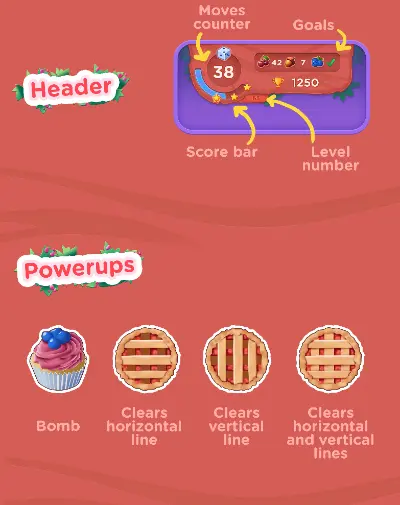 Moves
counter
Goals
Header
38
42 7
1250
Score bar
Level
number
Powerups
Bomb
Clears
horizontal
line
Clears
vertical
line
Clears
horizontal
and vertical
lines